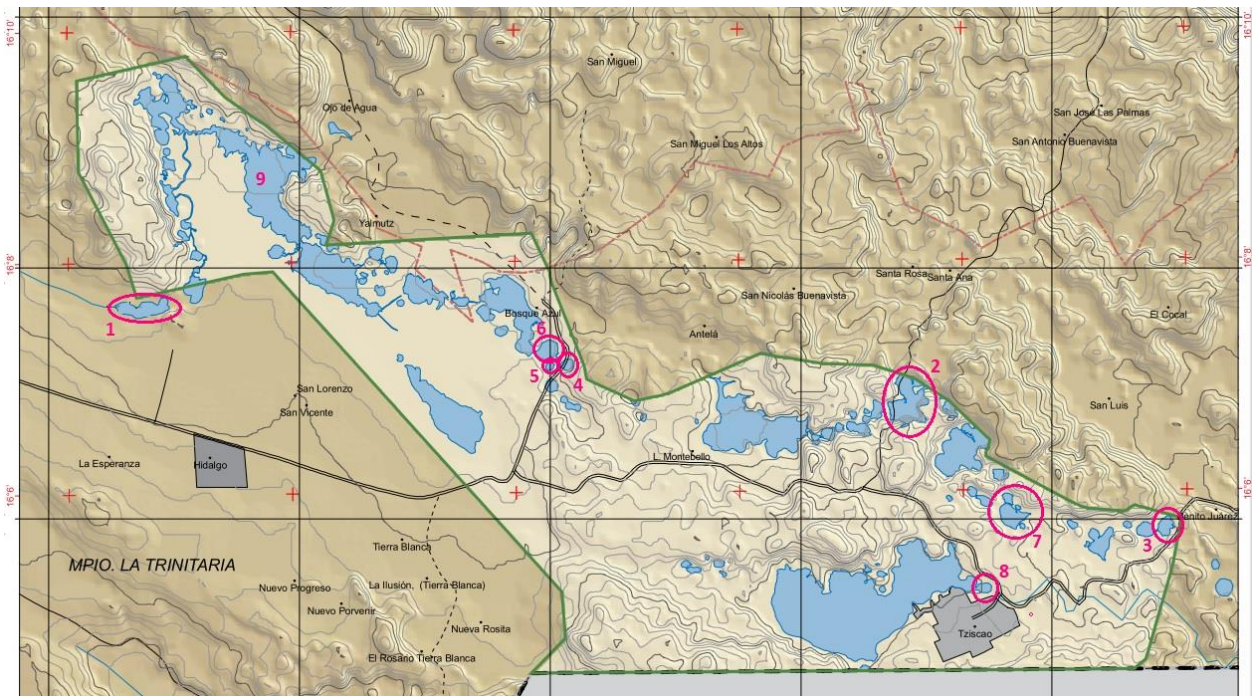 16°10'
16°10'
San Miguel
Ojo de Agua
San José Las Palmas
San Antonio Buenavista
San Miguel Los Altos
9
Yalmutz
16°8'
16°8'
Santa Rosa
Santa Ana
San Nicolás Buenavista
1
Bosque Azul
El Cocal
6
Antelá
5
4
2
San Lorenzo
San Vicente
San Luis
La Esperanza
Hidalgo
L. Montebello
16°6'
16°6'
7
3
Benito Juárez
Tierra Blanca
MPIO. LA TRINITARIA
8
Nuevo Progreso
La Ilusión, (Tierra Blanca)
Nuevo Porvenir
Nueva Rosita
Tziscao
El Rosario Tierra Blanca